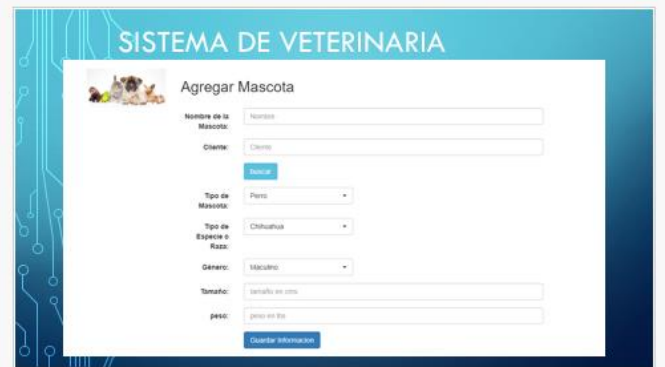 SISTEMA DE VETERINARIA
Agregar Mascota
Nombre de la
Mascota:
Nombre
Cliente:
Cliente
buscar
Tipo de
Mascota:
Perro
Tipo de
Especie o
Raza:
Chihuahua
Género:
Maculino
Tamaño:
tamaño en cms
peso:
peso en lbs
Guardar Informacion